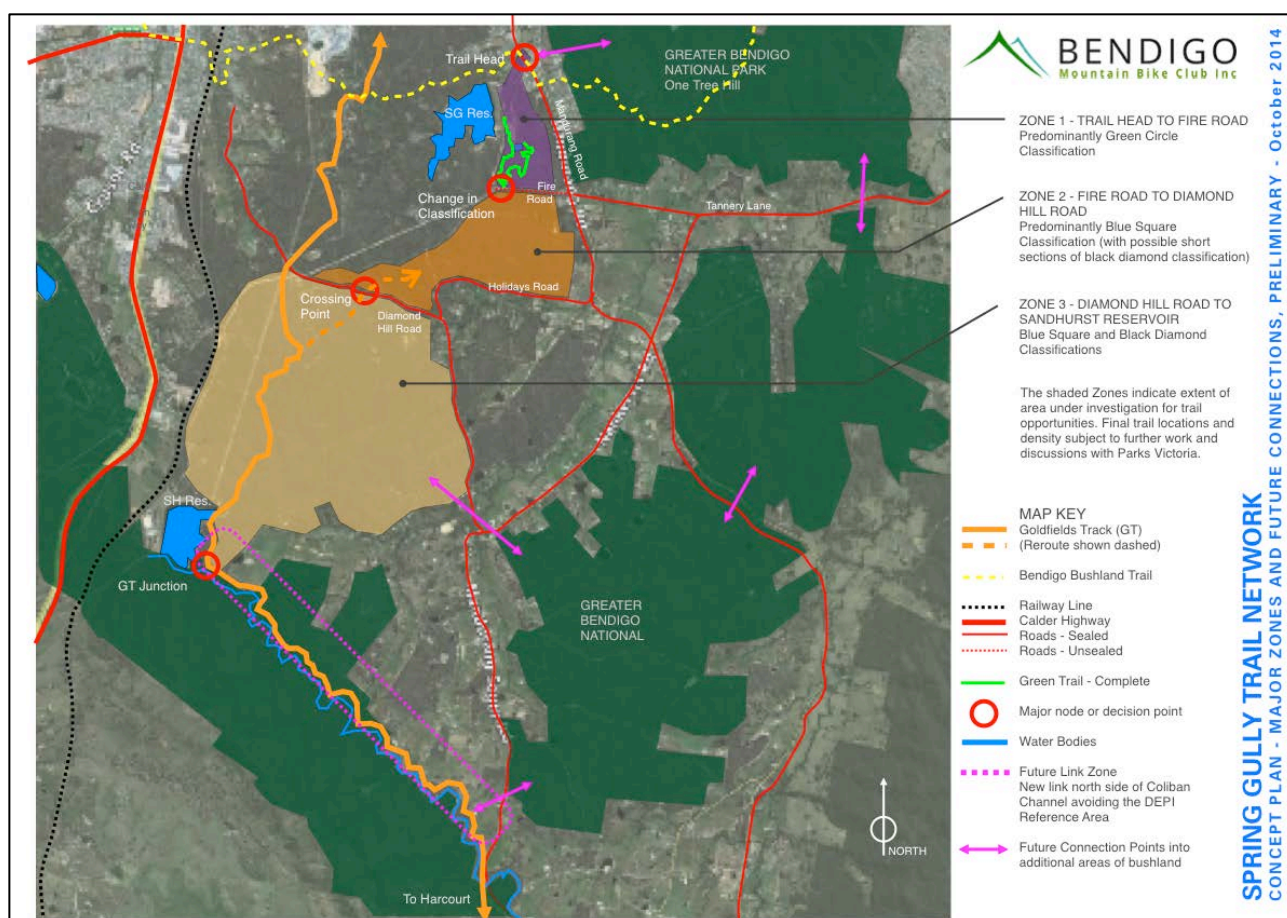 BENDIGO
Mountain Bike Club Inc
SPRING GULLY TRAIL NETWORK
CONCEPT PLAN - MAJOR ZONES AND FUTURE CONNECTIONS, PRELIMINARY - October 2014
Trail Head
GREATER BENDIGO
NATIONAL PARK
One Tree Hill
SG Res.
Mandurang Road
Change in
Classification
Fire
Road
Tannery Lane
Crossing
Point
Diamond
Hill Road
Holidays Road
SH Res.
GT Junction
GREATER
BENDIGO
NATIONAL
To Harcourt
NORTH
ZONE 1 - TRAIL HEAD TO FIRE ROAD
Predominantly Green Circle
Classification
ZONE 2 - FIRE ROAD TO DIAMOND
HILL ROAD
Predominantly Blue Square
Classification (with possible short
sections of black diamond classification)
ZONE 3 - DIAMOND HILL ROAD TO
SANDHURST RESERVOIR
Blue Square and Black Diamond
Classifications
The shaded Zones indicate extent of
area under investigation for trail
opportunities. Final trail locations and
density subject to further work and
discussions with Parks Victoria.
MAP KEY
Goldfields Track (GT)
(Reroute shown dashed)
Bendigo Bushland Trail
Railway Line
Calder Highway
Roads - Sealed
Roads - Unsealed
Green Trail - Complete
Major node or decision point
Water Bodies
Future Link Zone
New link north side of Coliban
Channel avoiding the DEPI
Reference Area
Future Connection Points into
additional areas of bushland